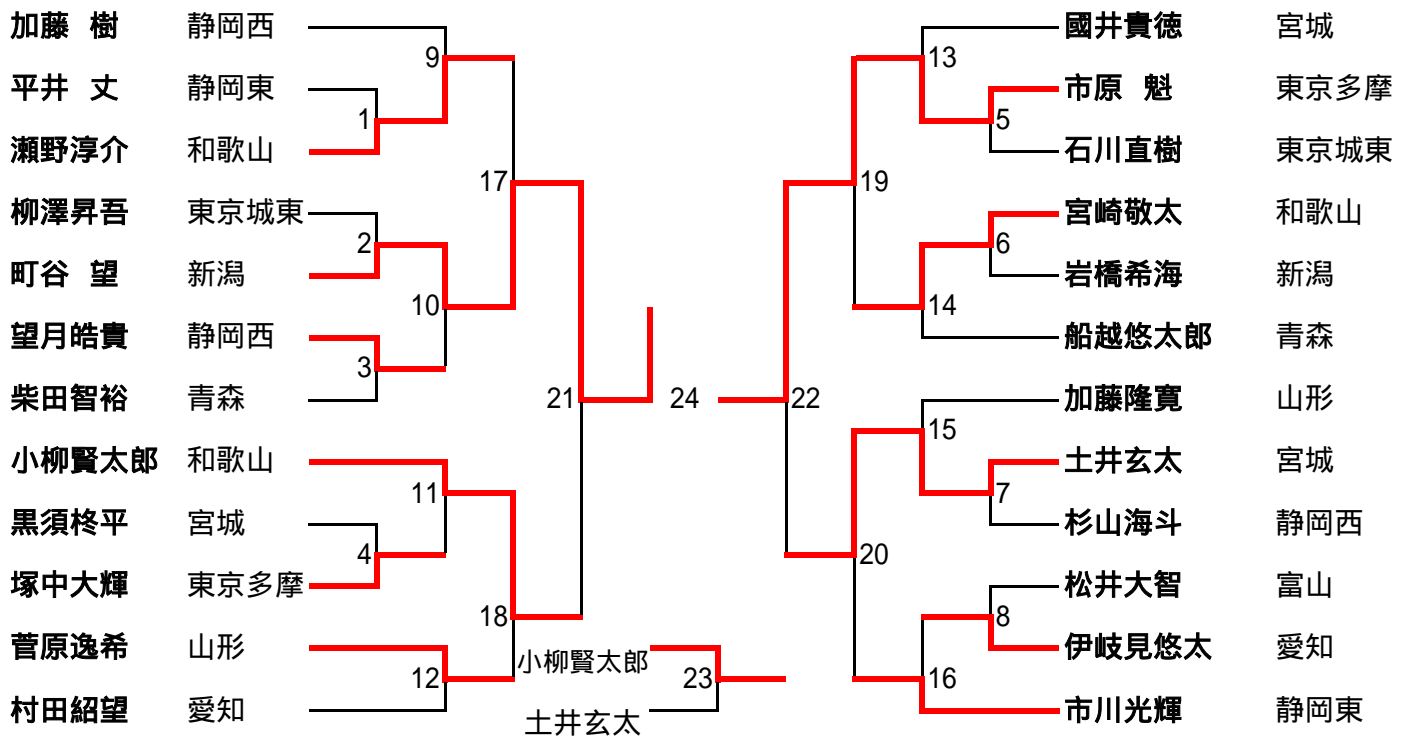 加藤 樹 静岡西
平井 丈 静岡東
瀬野淳介 和歌山
柳澤昇吾 東京城東
町谷 望 新潟
望月皓貴 静岡西
柴田智裕 青森
小柳賢太郎 和歌山
黒須柊平 宮城
塚中大輝 東京多摩
菅原逸希 山形
村田紹望 愛知
9
1
17
2
10
3
21
11
4
18
12
24
小柳賢太郎
23
土井玄太
13
5
19
6
14
22
15
7
20
8
16
國井貴徳 宮城
市原 魁 東京多摩
石川直樹 東京城東
宮崎敬太 和歌山
岩橋希海 新潟
船越悠太郎 青森
加藤隆寛 山形
土井玄太 宮城
杉山海斗 静岡西
松井大智 富山
伊岐見悠太 愛知
市川光輝 静岡東